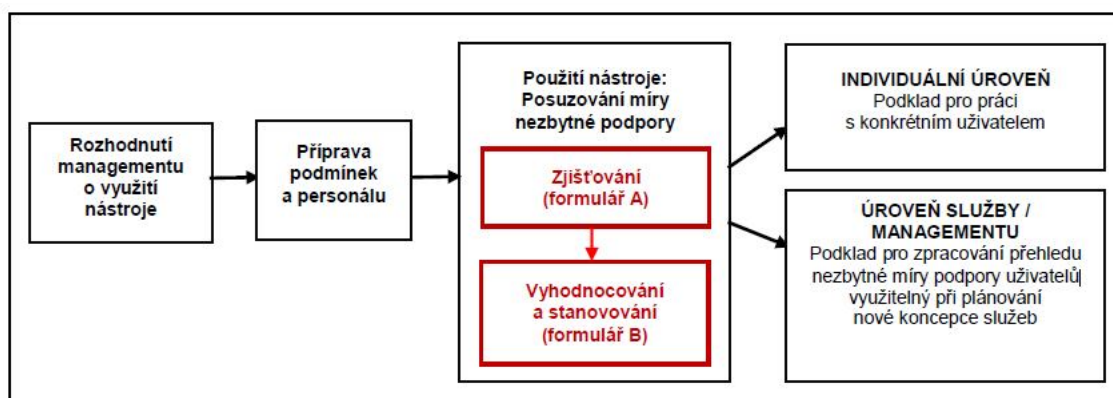 Rozhodnutí
managementu
o využití
nástroje
Příprava
podmínek
a personálu
Použití nástroje:
Posuzování míry
nezbytné podpory
Zjišťování
(formulář A)
Vyhodnocování
a stanovování
(formulář B)
INDIVIDUÁLNÍ ÚROVEŇ
Podklad pro práci
s konkrétním uživatelem
ÚROVEŇ SLUŽBY /
MANAGEMENTU
Podklad pro zpracování přehledu
nezbytné míry podpory uživatelů
využitelný při plánování
nové koncepce služeb